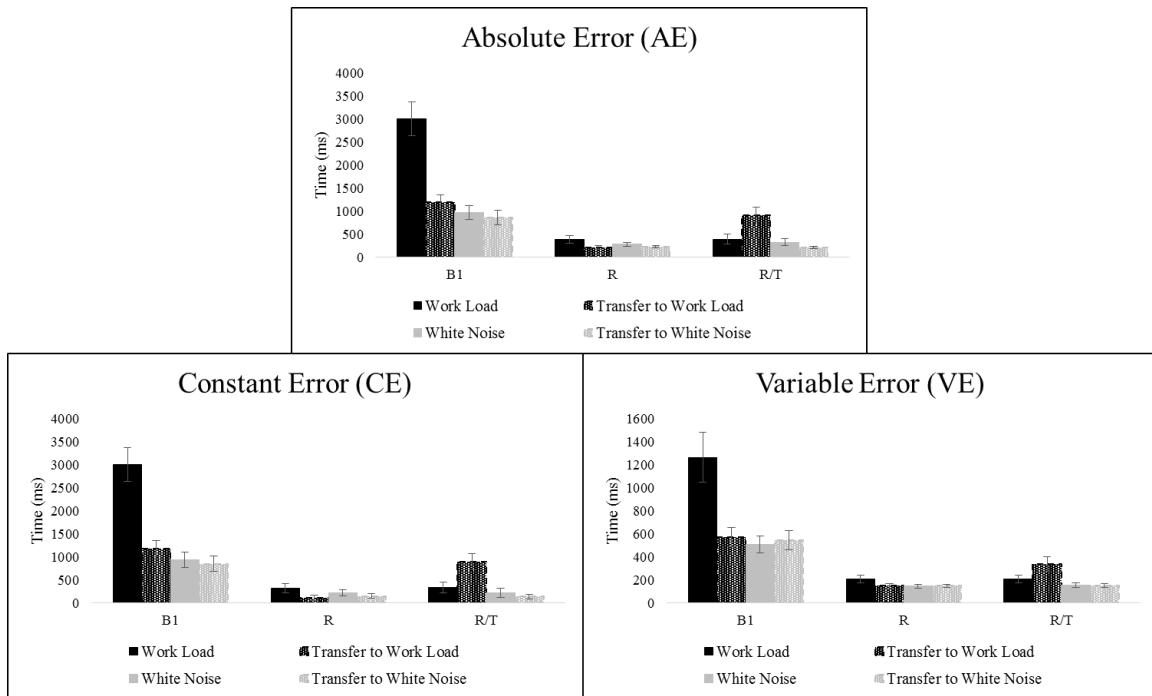 Absolute Error (AE)
4000
3500
3000
2500
2000
1500
1000
500
0
Time (ms)
B1 R R/T
Work Load Transfer to Work Load
White Noise Transfer to White Noise
Constant Error (CE)
4000
3500
3000
2500
2000
1500
1000
500
0
Time (ms)
B1 R R/T
Work Load Transfer to Work Load
White Noise Transfer to White Noise
Variable Error (VE)
1600
1400
1200
1000
800
600
400
200
0
Time (ms)
B1 R R/T
Work Load Transfer to Work Load
White Noise Transfer to White Noise